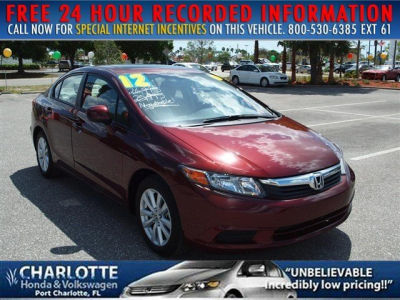 FREE 24 HOUR RECORDED INFORMATION
CALL NOW FOR SPECIAL INTERNET INCENTIVES ON THIS VEHICLE. 800-530-6385 EXT 61
12
CHARLOTTE
Honda & Volkswagen
Port Charlotte, FL
"UNBELIEVABLE
Incredibly low pricing!!"